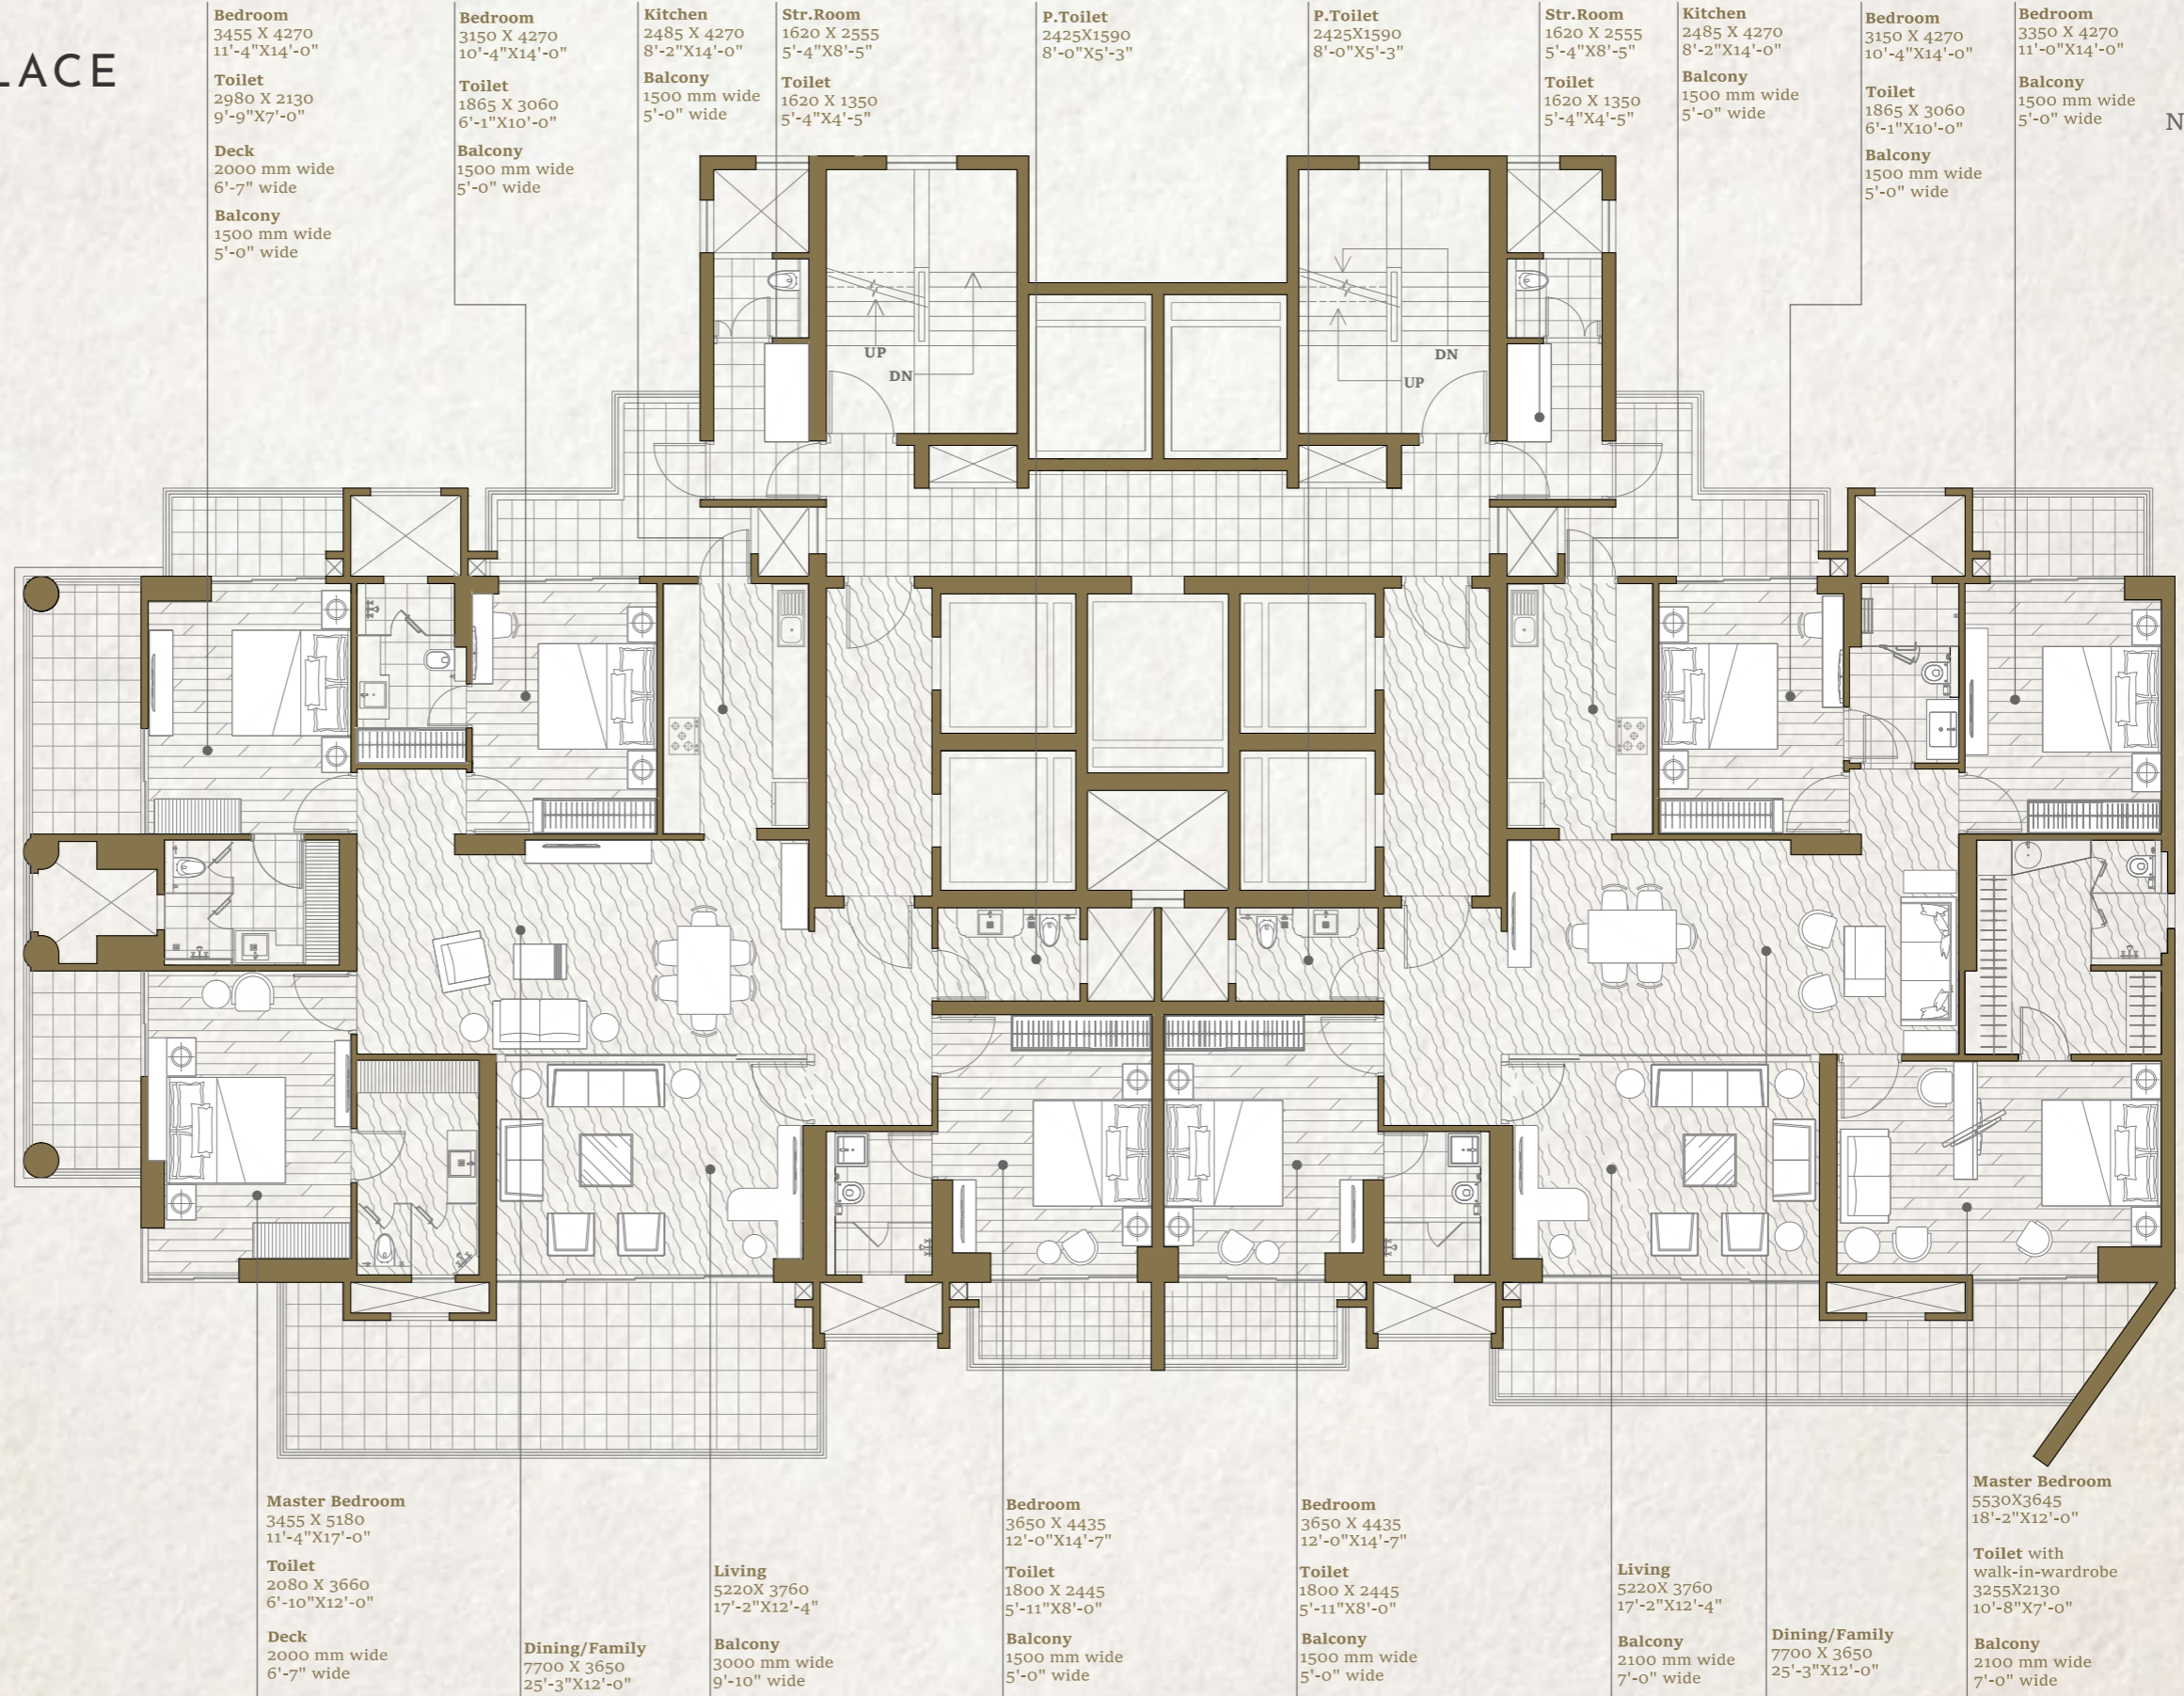 LACE
N
Bedroom
3455 X 4270
11'-4"X14'-0"
Toilet
2980 X 2130
9'-9"X7'-0"
Deck
2000 mm wide
6'-7" wide
Balcony
1500 mm wide
5'-0" wide
Bedroom
3150 X 4270
10'-4"X14'-0"
Toilet
1865 X 3060
6'-1"X10'-0"
Balcony
1500 mm wide
5'-0" wide
Kitchen
2485 X 4270
8'-2"X14'-0"
Balcony
1500 mm wide
5'-0" wide
Str.Room
1620 X 2555
5'-4"X8'-5"
Toilet
1620 X 1350
5'-4"X4'-5"
P.Toilet
2425X1590
8'-0"X5'-3"
P.Toilet
2425X1590
8'-0"X5'-3"
Str.Room
1620 X 2555
5'-4"X8'-5"
Toilet
1620 X 1350
5'-4"X4'-5"
Kitchen
2485 X 4270
8'-2"X14'-0"
Balcony
1500 mm wide
5'-0" wide
Bedroom
3150 X 4270
10'-4"X14'-0"
Toilet
1865 X 3060
6'-1"X10'-0"
Balcony
1500 mm wide
5'-0" wide
Bedroom
3350 X 4270
11'-0"X14'-0"
Balcony
1500 mm wide
5'-0" wide
UP
DN
DN
UP
Master Bedroom
3455 X 5180
11'-4"X17'-0"
Toilet
2080 X 3660
6'-10"X12'-0"
Deck
2000 mm wide
6'-7" wide
Dining/Family
7700 X 3650
25'-3"X12'-0"
Living
5220X 3760
17'-2"X12'-4"
Balcony
3000 mm wide
9'-10" wide
Bedroom
3650 X 4435
12'-0"X14'-7"
Toilet
1800 X 2445
5'-11"X8'-0"
Balcony
1500 mm wide
5'-0" wide
Bedroom
3650 X 4435
12'-0"X14'-7"
Toilet
1800 X 2445
5'-11"X8'-0"
Balcony
1500 mm wide
5'-0" wide
Living
5220X 3760
17'-2"X12'-4"
Balcony
2100 mm wide
7'-0" wide
Dining/Family
7700 X 3650
25'-3"X12'-0"
Master Bedroom
5530X3645
18'-2"X12'-0"
Toilet with
walk-in-wardrobe
3255X2130
10'-8"X7'-0"
Balcony
2100 mm wide
7'-0" wide